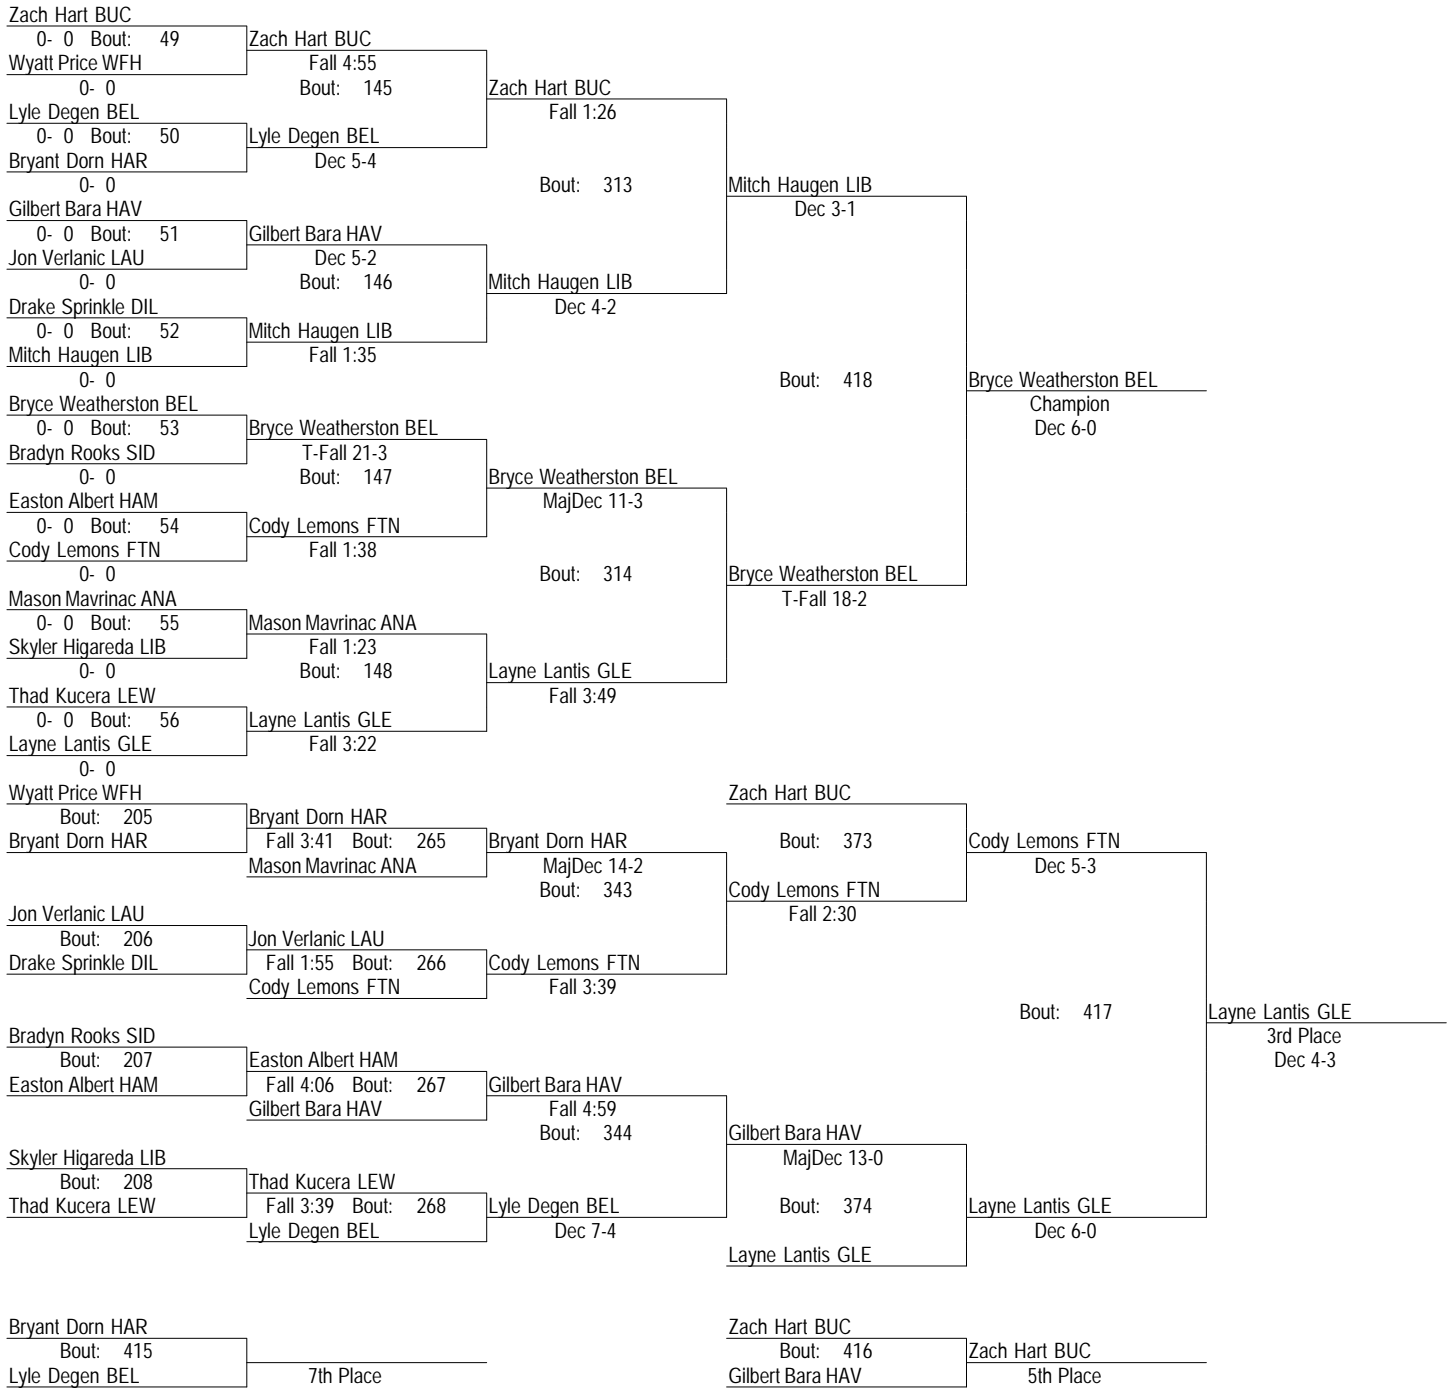 Zach Hart BUC
0- 0 Bout: 49
Zach Hart BUC
Wyatt Price WFH
Fall 4:55
0- 0
Bout: 145
Zach Hart BUC
Lyle Degen BEL
Fall 1:26
0- 0 Bout: 50
Lyle Degen BEL
Bryant Dorn HAR
Dec 5-4
0- 0
Bout: 313
Mitch Haugen LIB
Gilbert Bara HAV
Dec 3-1
0- 0 Bout: 51
Gilbert Bara HAV
Jon Verlanic LAU
Dec 5-2
0- 0
Bout: 146
Mitch Haugen LIB
Drake Sprinkle DIL
Dec 4-2
0- 0 Bout: 52
Mitch Haugen LIB
Mitch Haugen LIB
Fall 1:35
0- 0
Bout: 418
Bryce Weatherston BEL
Bryce Weatherston BEL
Champion
0- 0 Bout: 53
Bryce Weatherston BEL
Dec 6-0
Bradyn Rooks SID
T-Fall 21-3
0- 0
Bout: 147
Bryce Weatherston BEL
Easton Albert HAM
MajDec 11-3
0- 0 Bout: 54
Cody Lemons FTN
Cody Lemons FTN
Fall 1:38
0- 0
Bout: 314
Bryce Weatherston BEL
Mason Mavrinac ANA
T-Fall 18-2
0- 0 Bout: 55
Mason Mavrinac ANA
Skyler Higareda LIB
Fall 1:23
0- 0
Bout: 148
Layne Lantis GLE
Thad Kucera LEW
Fall 3:49
0- 0 Bout: 56
Layne Lantis GLE
Layne Lantis GLE
Fall 3:22
0- 0
Wyatt Price WFH
Zach Hart BUC
Bout: 205
Bryant Dorn HAR
Bryant Dorn HAR
Fall 3:41 Bout: 265
Bryant Dorn HAR
Bout: 373
Cody Lemons FTN
Mason Mavrinac ANA
MajDec 14-2
Dec 5-3
Bout: 343
Cody Lemons FTN
Jon Verlanic LAU
Fall 2:30
Bout: 206
Jon Verlanic LAU
Drake Sprinkle DIL
Fall 1:55 Bout: 266
Cody Lemons FTN
Cody Lemons FTN
Fall 3:39
Bout: 417
Layne Lantis GLE
Bradyn Rooks SID
3rd Place
Bout: 207
Easton Albert HAM
Dec 4-3
Easton Albert HAM
Fall 4:06 Bout: 267
Gilbert Bara HAV
Gilbert Bara HAV
Fall 4:59
Bout: 344
Gilbert Bara HAV
Skyler Higareda LIB
MajDec 13-0
Bout: 208
Thad Kucera LEW
Thad Kucera LEW
Fall 3:39 Bout: 268
Lyle Degen BEL
Bout: 374
Layne Lantis GLE
Lyle Degen BEL
Dec 7-4
Dec 6-0
Layne Lantis GLE
Bryant Dorn HAR
Bout: 415
Lyle Degen BEL
7th Place
Zach Hart BUC
Bout: 416
Zach Hart BUC
Gilbert Bara HAV
5th Place